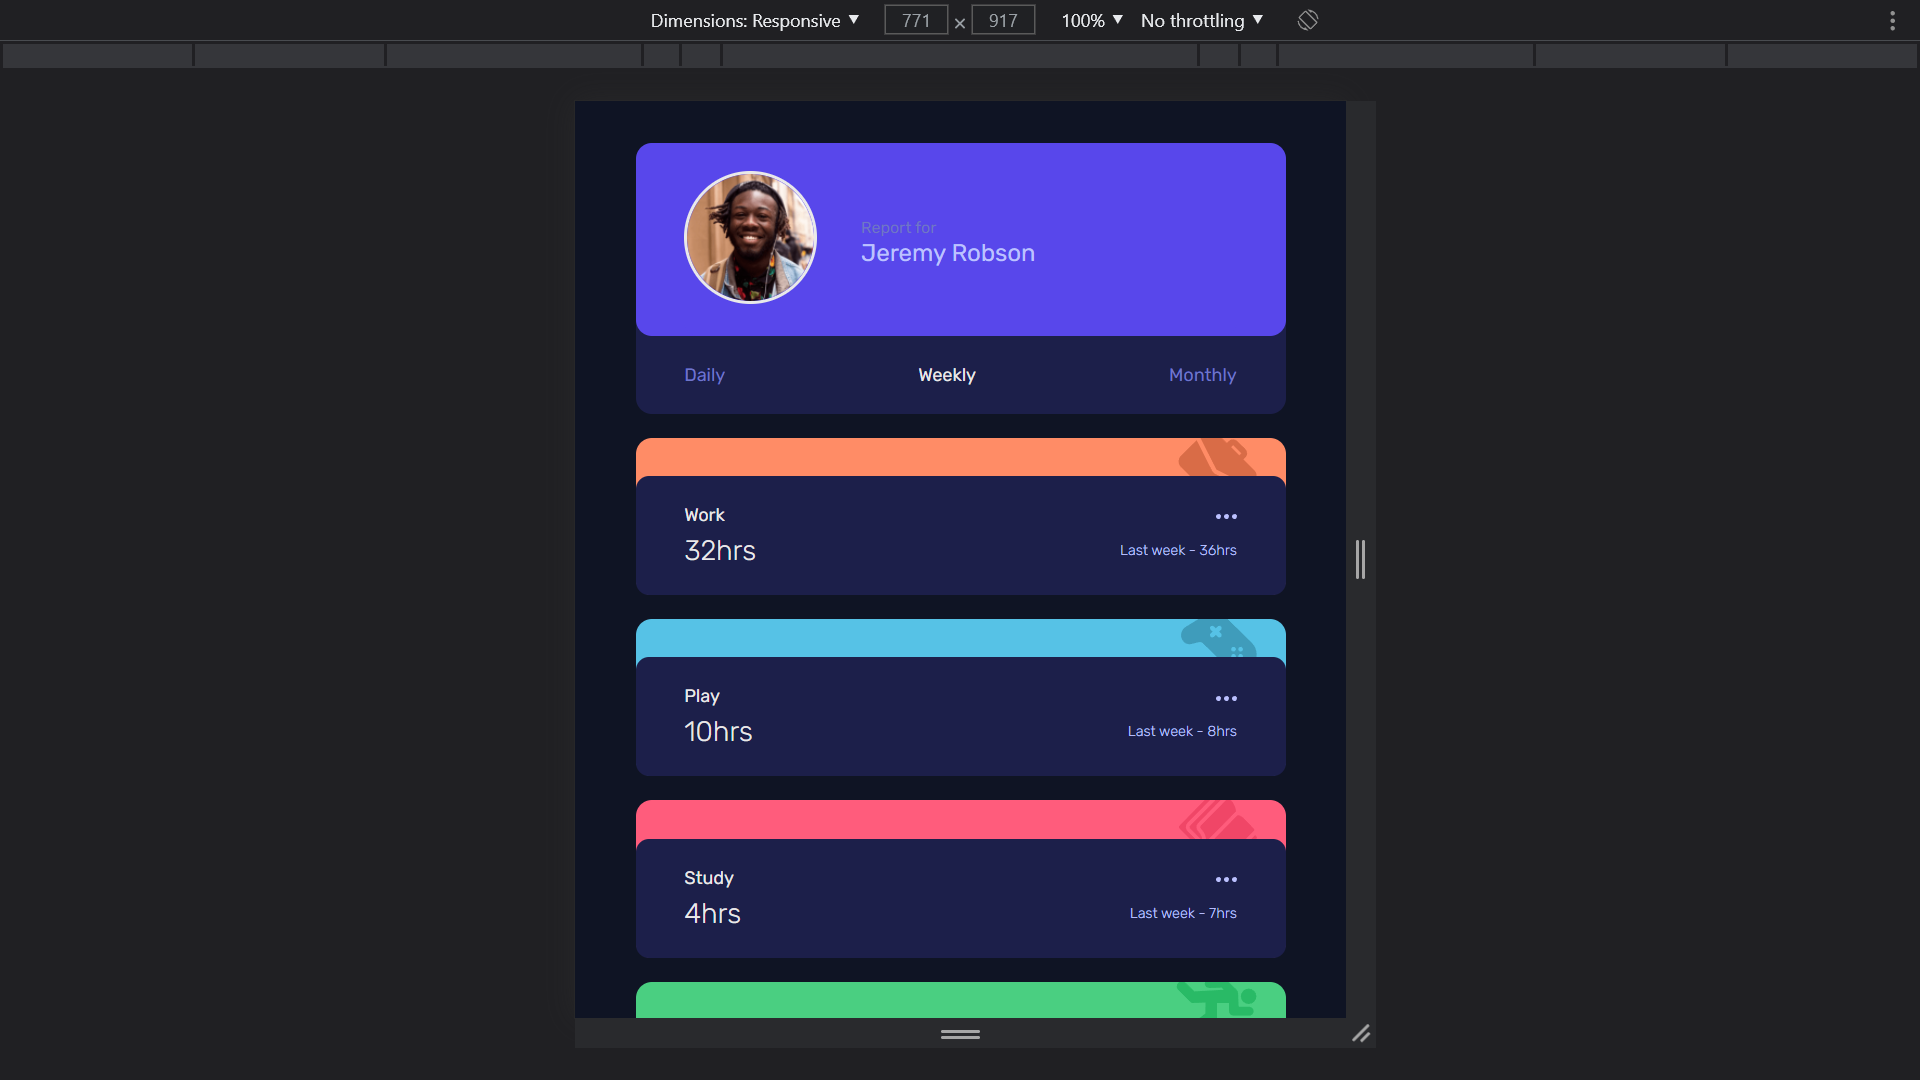 Dimensions: Responsive ▼ 771 × 917 100% ▼ No throttling ▼
Report for
Jeremy Robson
Daily Weekly Monthly
Work
32hrs Last week - 36hrs
Play
10hrs Last week - 8hrs
Study
4hrs Last week - 7hrs